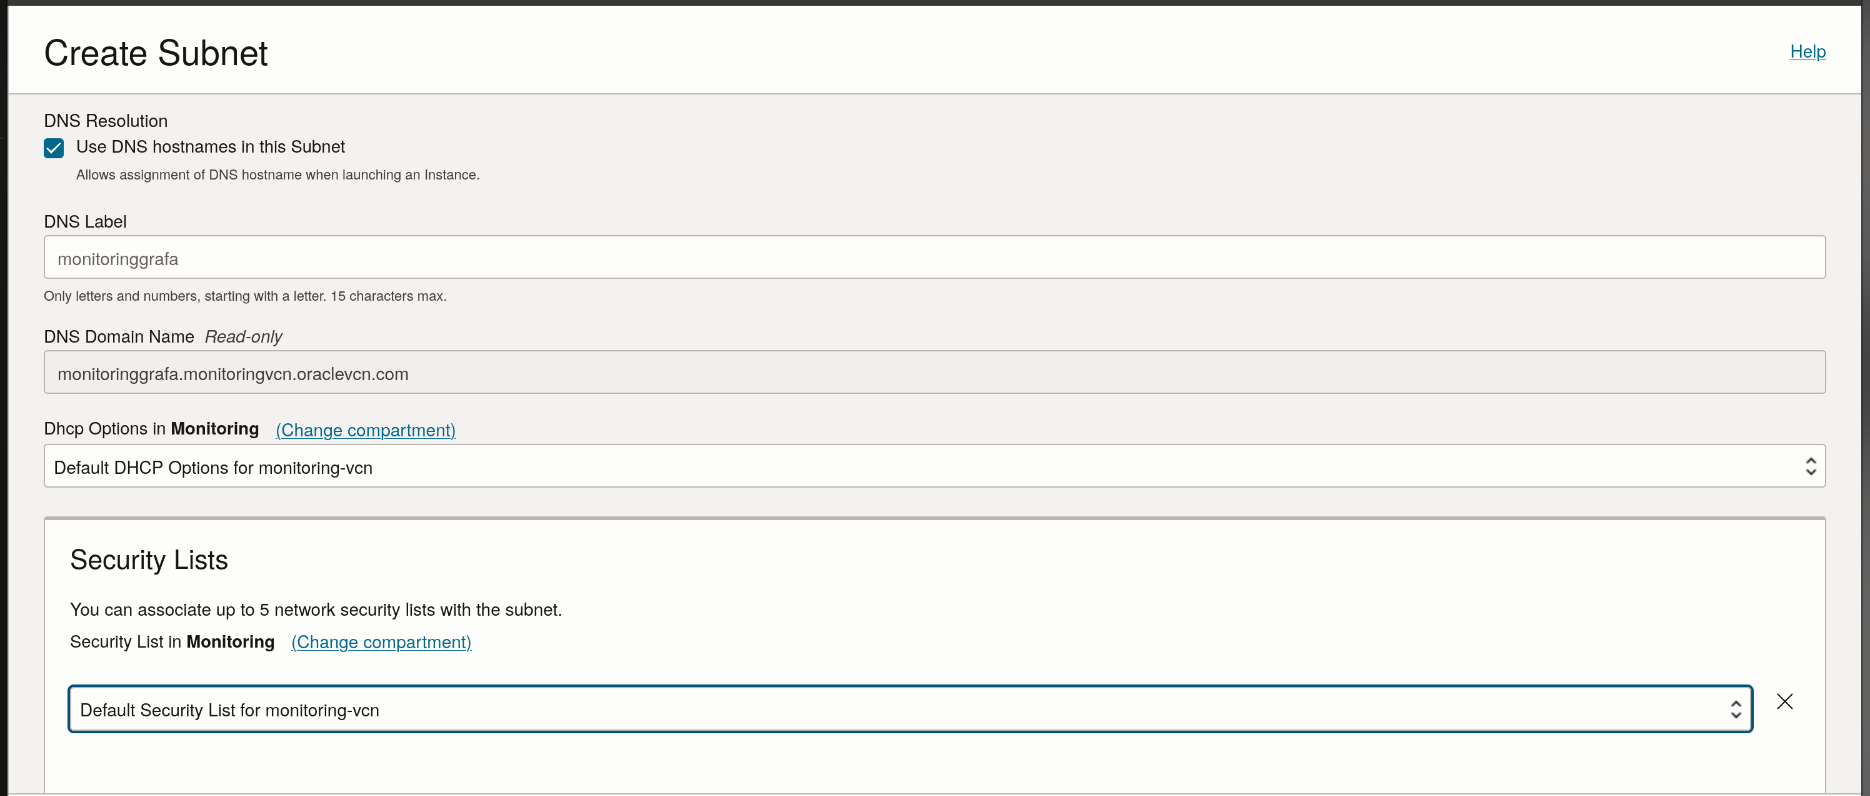 Create Subnet
Help
DNS Resolution
Use DNS hostnames in this Subnet
Allows assignment of DNS hostname when launching an Instance.
DNS Label
monitoringgrafa
Only letters and numbers, starting with a letter. 15 characters max.
DNS Domain Name Read-only
monitoringgrafa.monitoringvcn.oraclevcn.com
Dhcp Options in Monitoring (Change compartment)
Default DHCP Options for monitoring-vcn
Security Lists
You can associate up to 5 network security lists with the subnet.
Security List in Monitoring (Change compartment)
Default Security List for monitoring-vcn